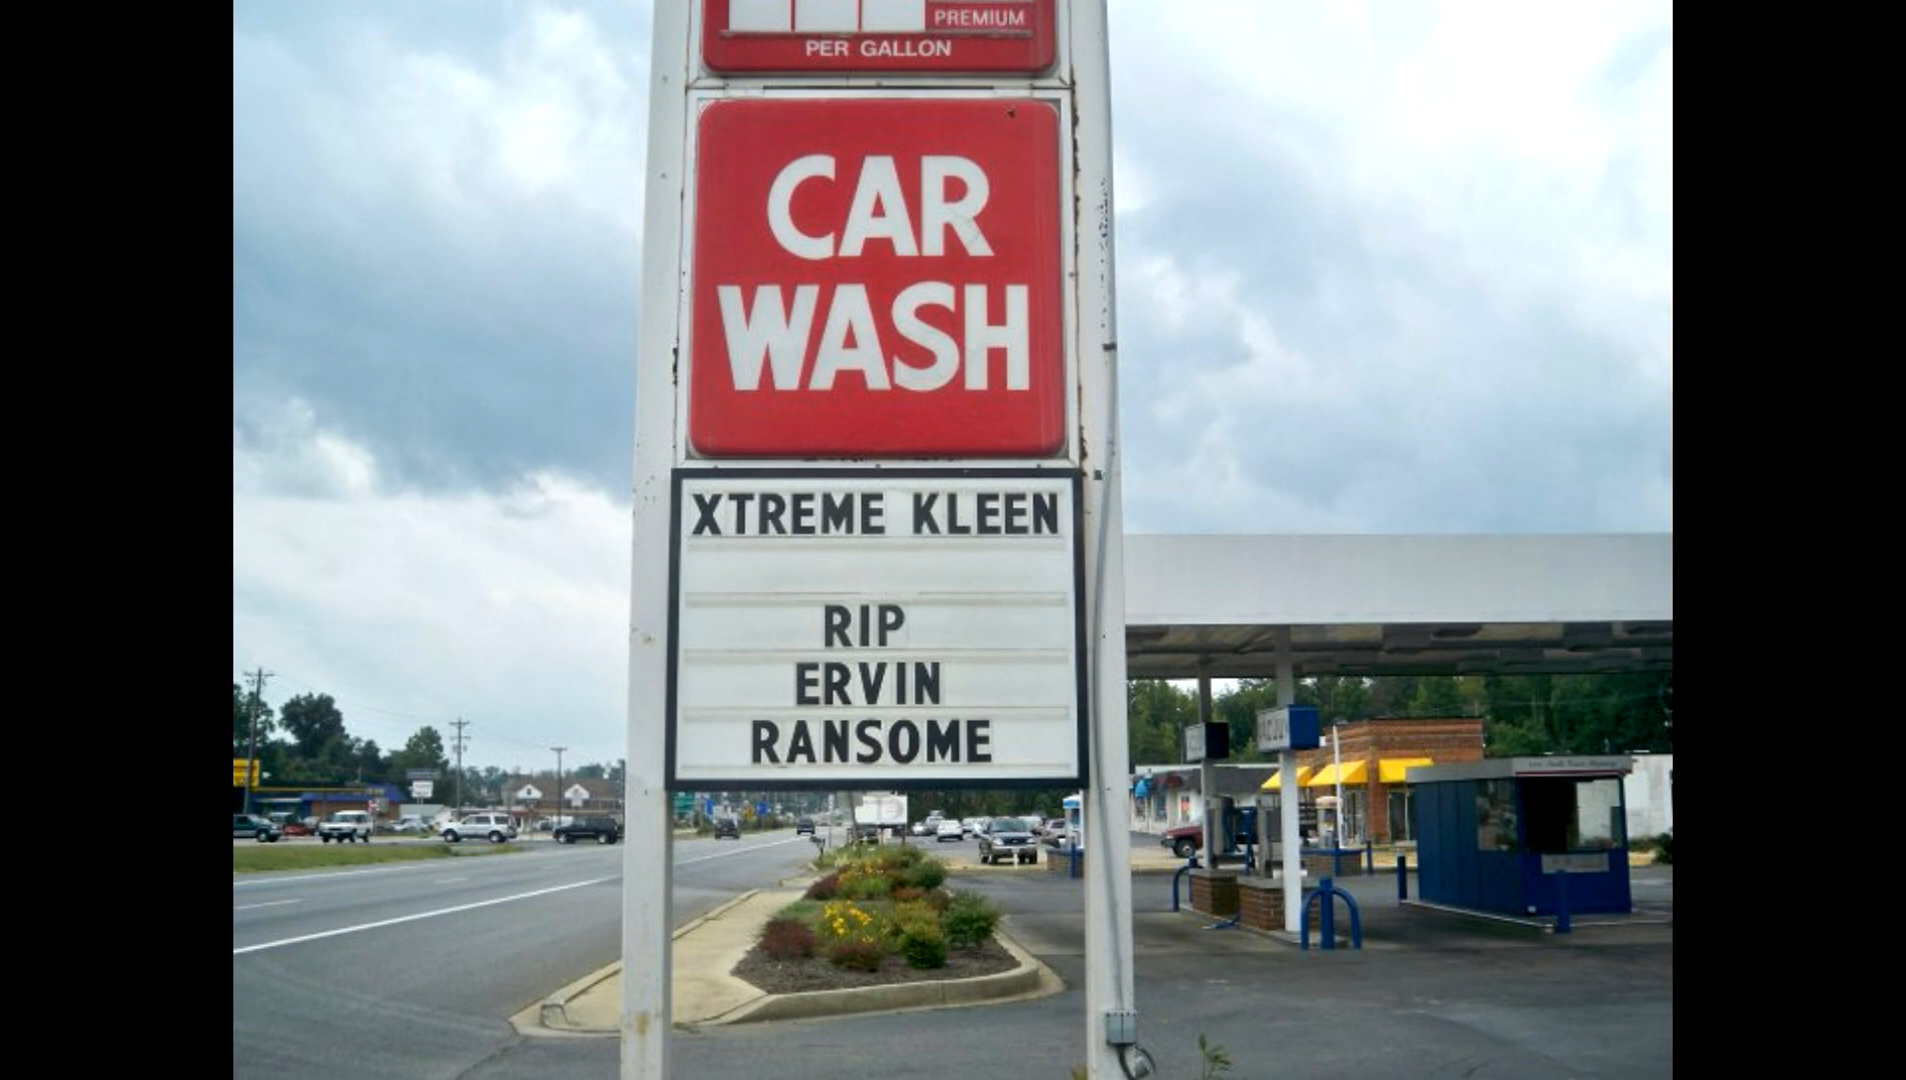 PREMIUM
PER GALLON
CAR
WASH
XTREME KLEEN
RIP
ERVIN
RANSOME